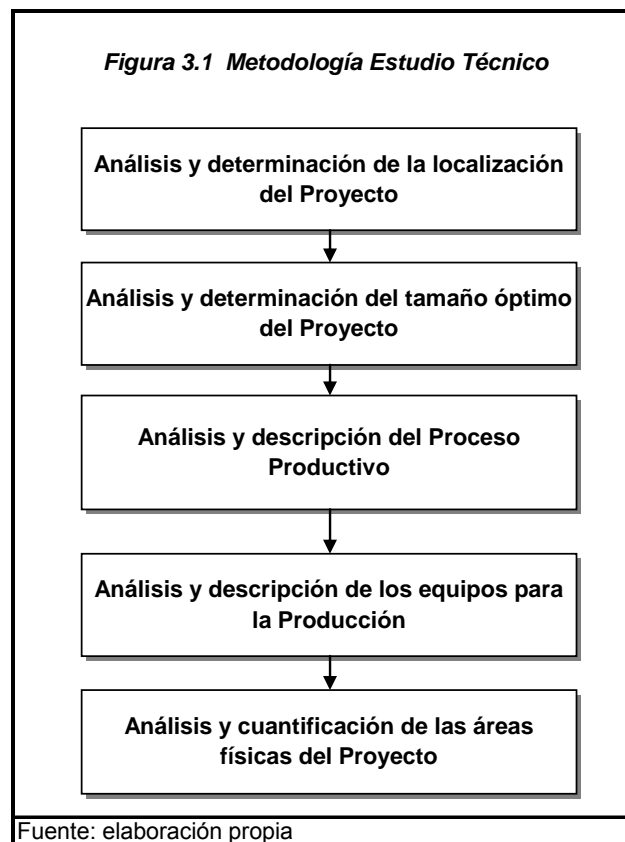 Figura 3.1 Metodología Estudio Técnico
Análisis y determinación de la localización
del Proyecto
Análisis y determinación del tamaño óptimo
del Proyecto
Análisis y descripción del Proceso
Productivo
Análisis y descripción de los equipos para
la Producción
Análisis y cuantificación de las áreas
físicas del Proyecto
Fuente: elaboración propia